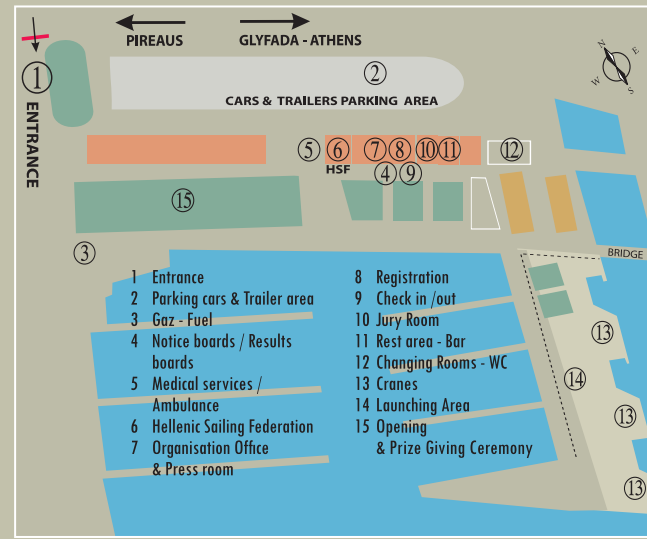 PIREAUS
GLYFADA - ATHENS
N
E
W
S
1
ENTRANCE
2
CARS & TRAILERS PARKING AREA
5
6
7
8
10
11
12
HSF
4
9
15
3
BRIDGE
13
14
13
13
1 Entrance
2 Parking cars & Trailer area
3 Gaz - Fuel
4 Notice boards / Results
boards
5 Medical services /
Ambulance
6 Hellenic Sailing Federation
7 Organisation Office
& Press room
8 Registration
9 Check in /out
10 Jury Room
11 Rest area - Bar
12 Changing Rooms - WC
13 Cranes
14 Launching Area
15 Opening
& Prize Giving Ceremony